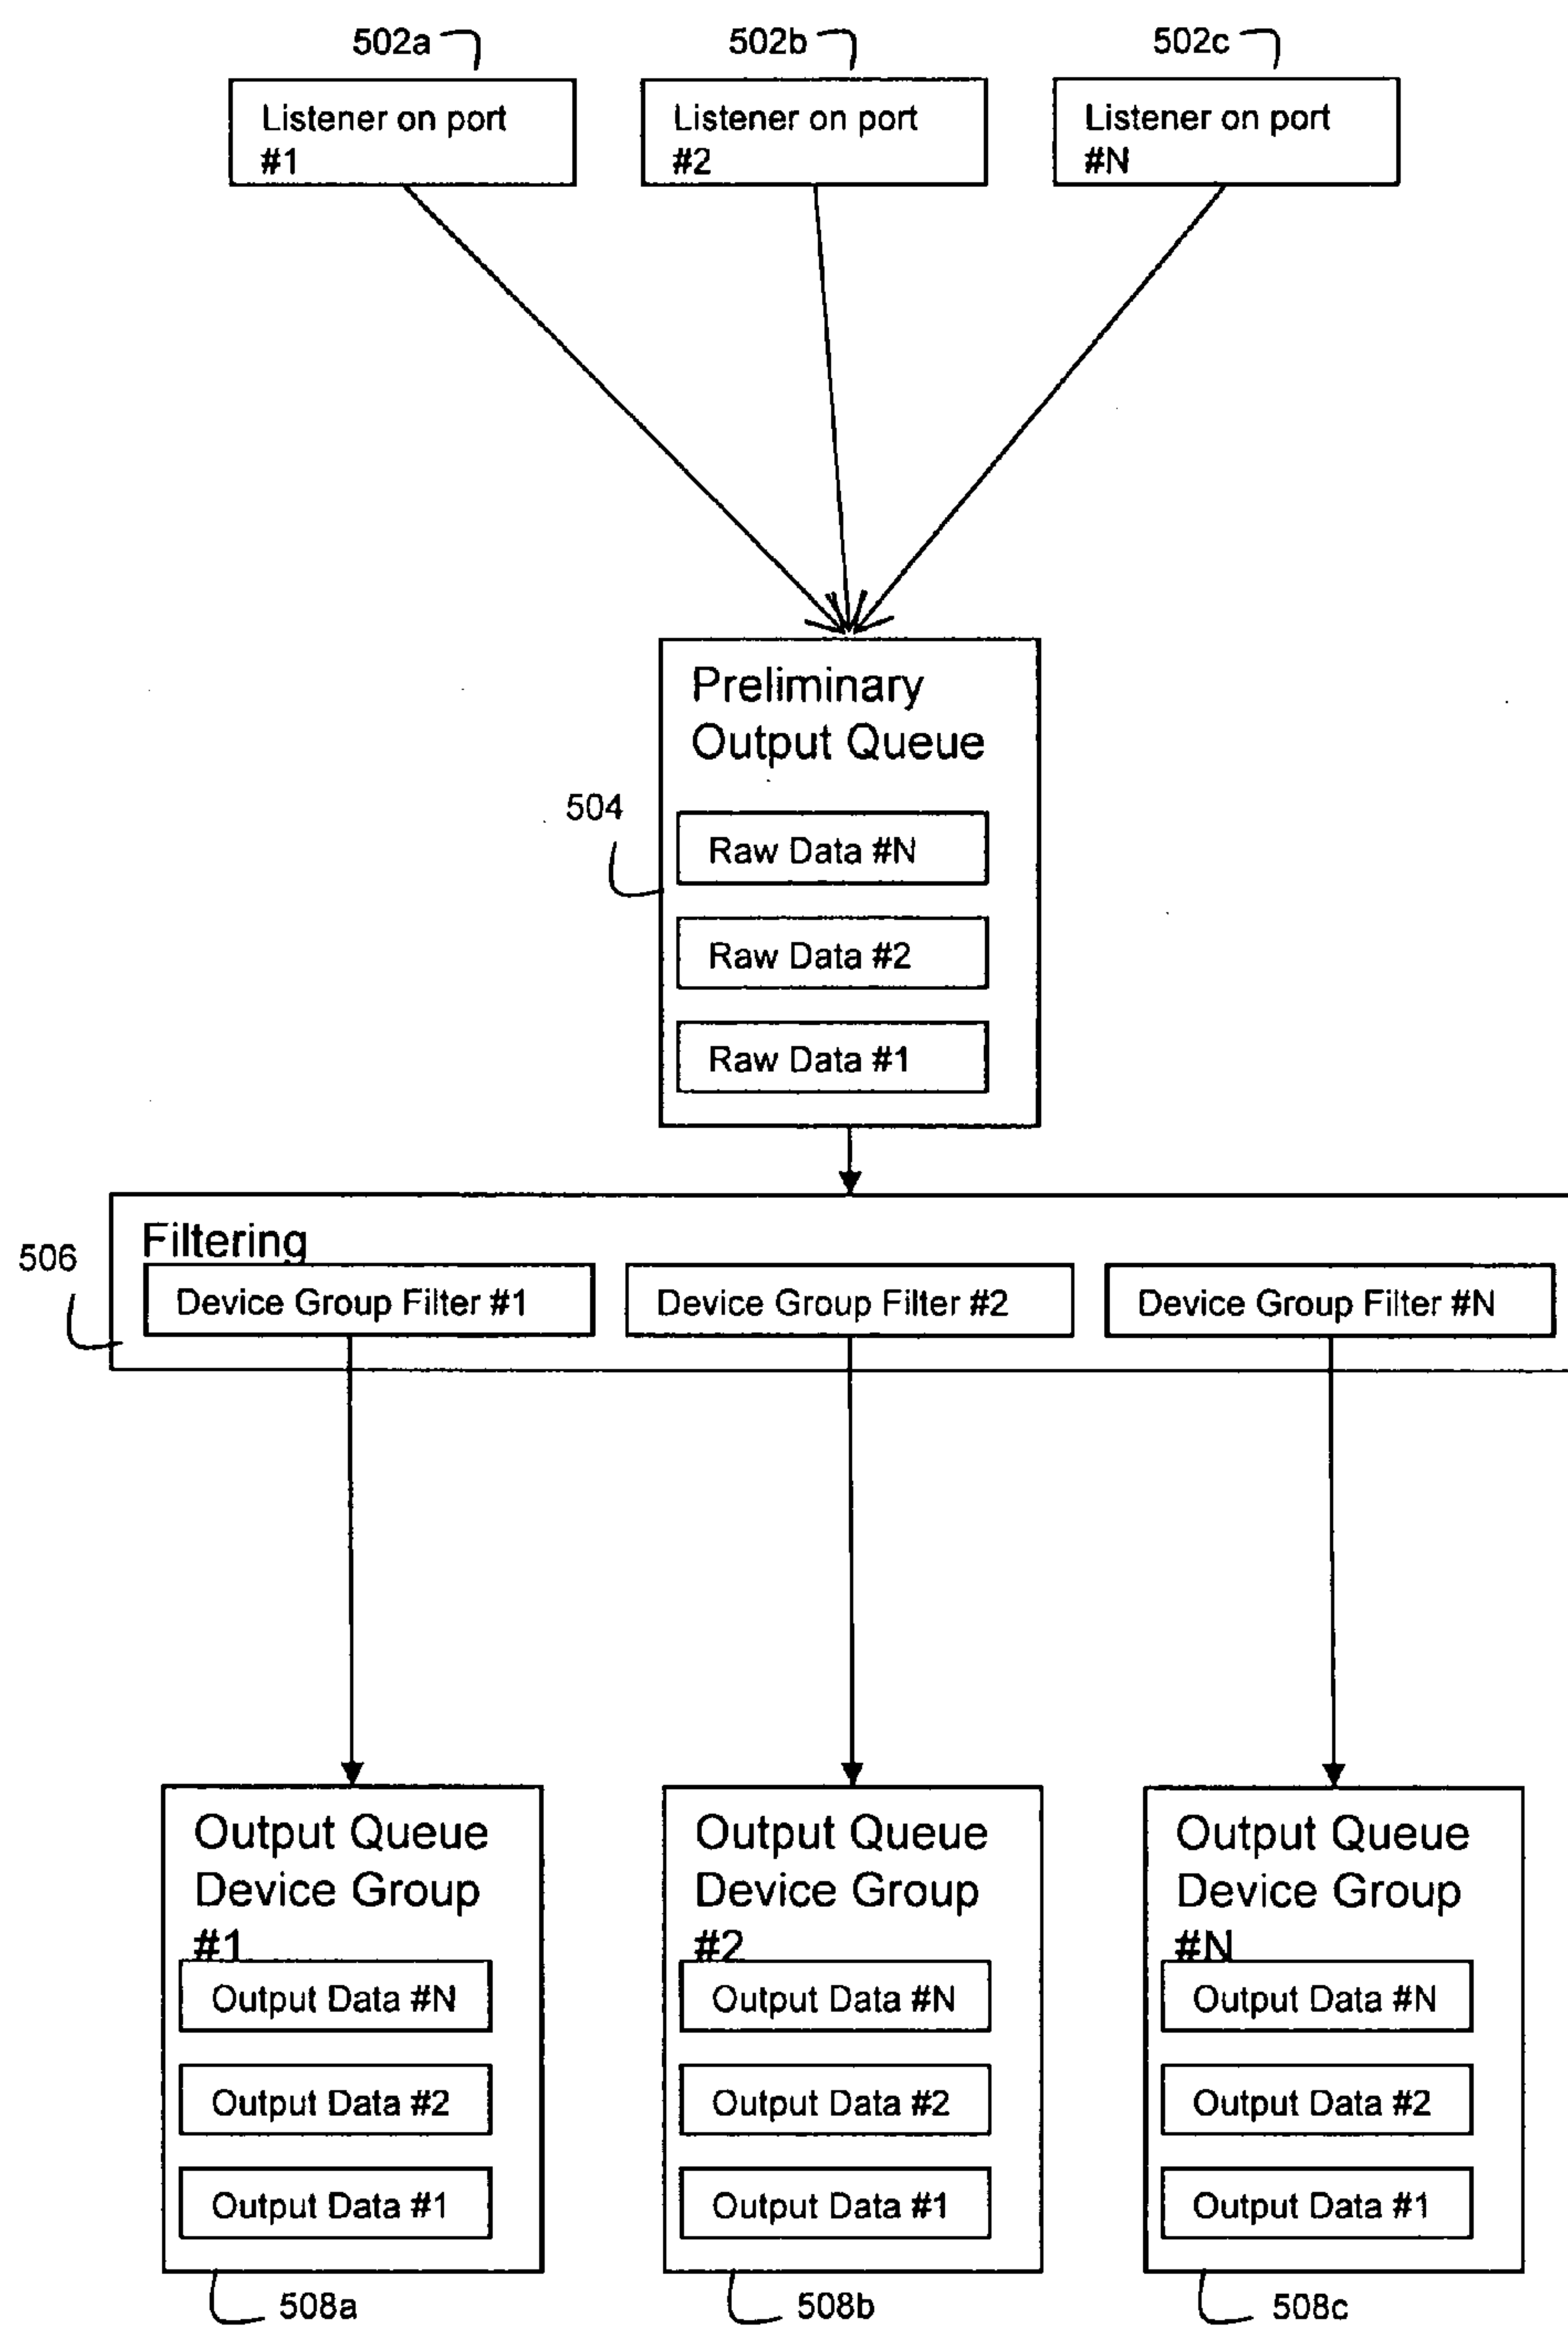 502a
502b
502c
Listener on port
#1
Listener on port
#2
Listener on port
#N
Preliminary
Output Queue
504
Raw Data #N
Raw Data #2
Raw Data #1
Filtering
506
Device Group Filter #1
Device Group Filter #2
Device Group Filter #N
Output Queue
Device Group
#1
Output Data #N
Output Data #2
Output Data #1
508a
Output Queue
Device Group
#2
Output Data #N
Output Data #2
Output Data #1
508b
Output Queue
Device Group
#N
Output Data #N
Output Data #2
Output Data #1
508c